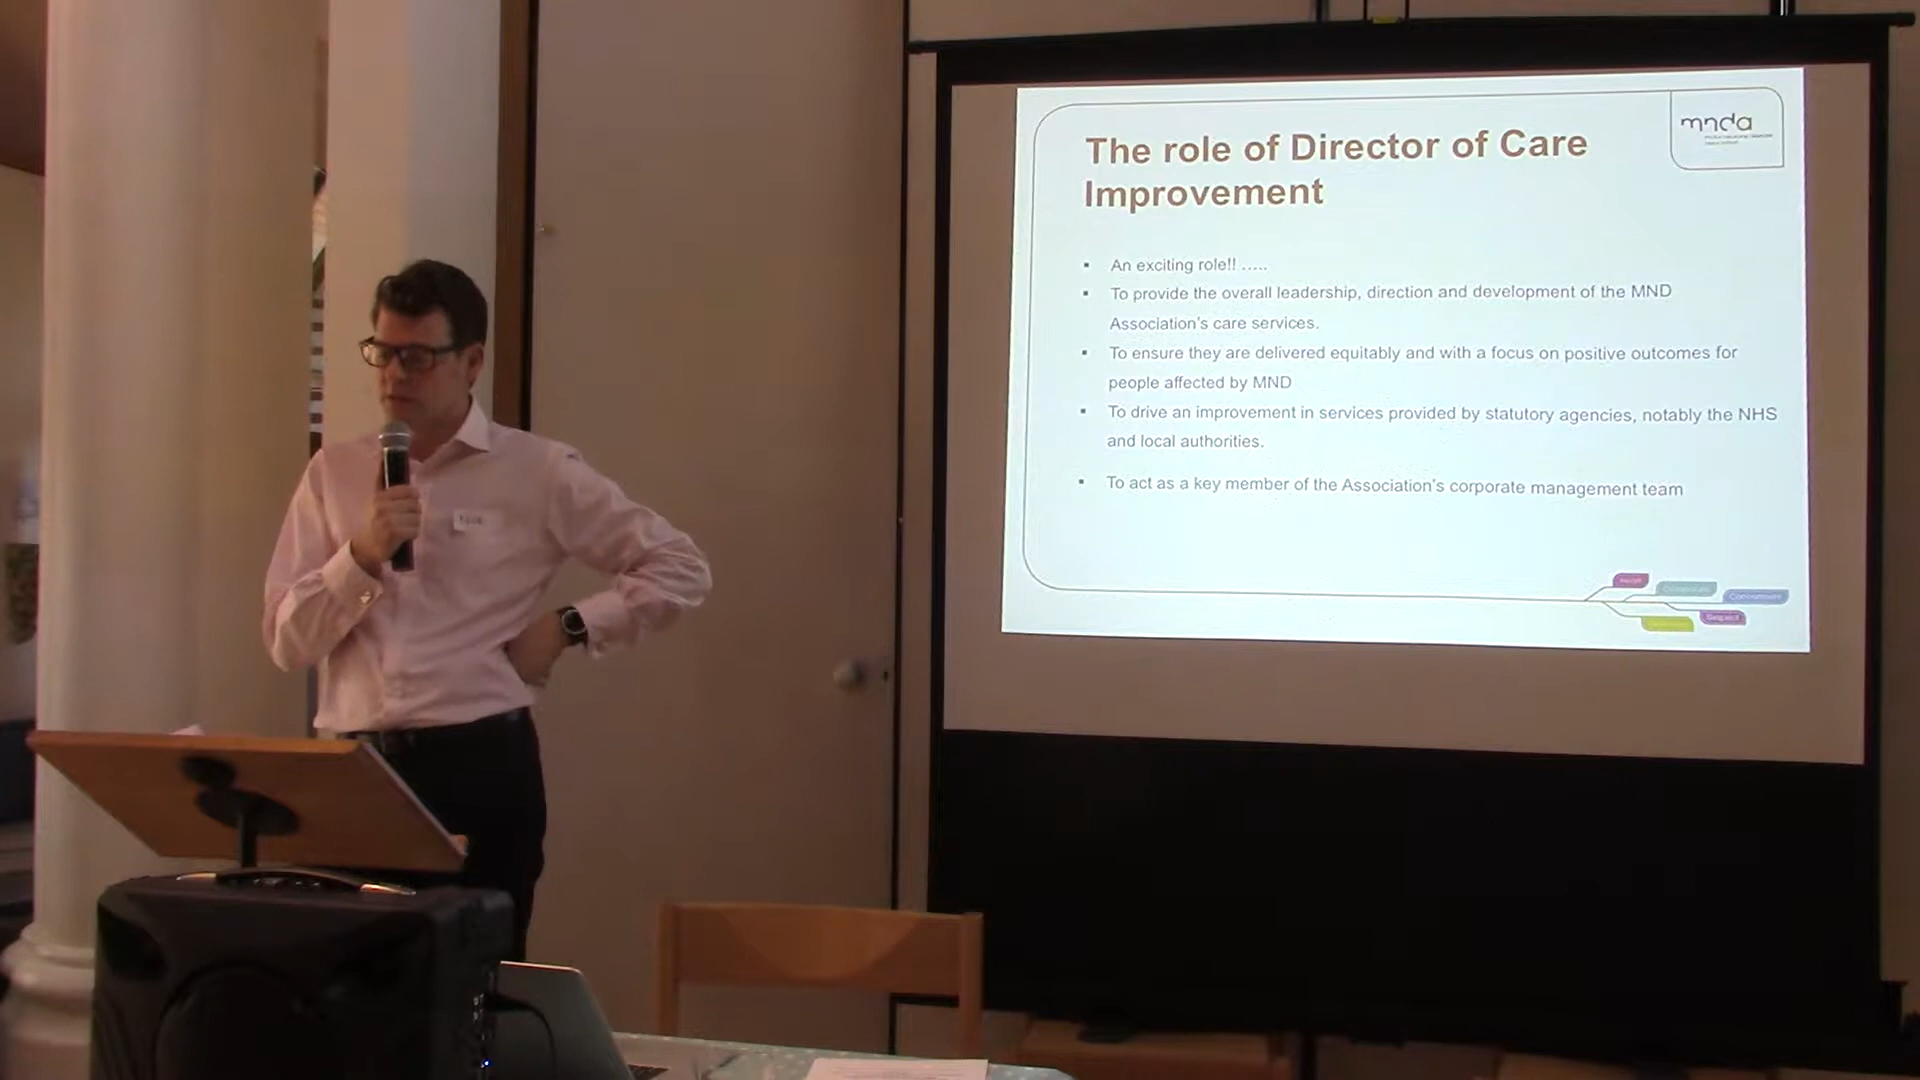 The role of Director of Care
Improvement
mnda
An exciting role!! .....
To provide the overall leadership, direction and development of the MND
Association's care services.
To ensure they are delivered equitably and with a focus on positive outcomes for
people affected by MND
To drive an improvement in services provided by statutory agencies, notably the NHS
and local authorities.
To act as a key member of the Association's corporate management team